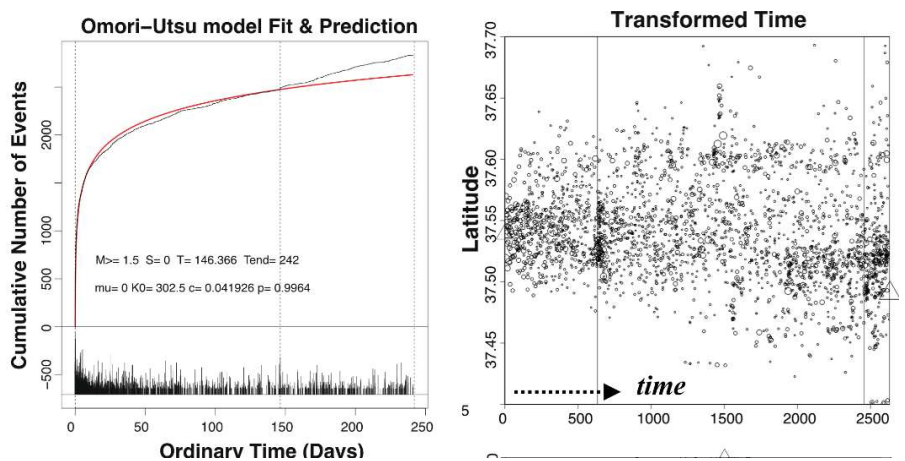 Omori-Utsu model Fit & Prediction
Cumulative Number of Events
2000
1000
0
-500
M>= 1.5 S= 0 T= 146.366 Tend= 242
mu= 0 K0= 302.5 c= 0.041926 p= 0.9964
0 50 100 150 200 250
Ordinary Time (Days)
Transformed Time
Latitude
37.70
37.65
37.60
37.55
37.50
37.45
5
time
0 500 1000 1500 2000 2500